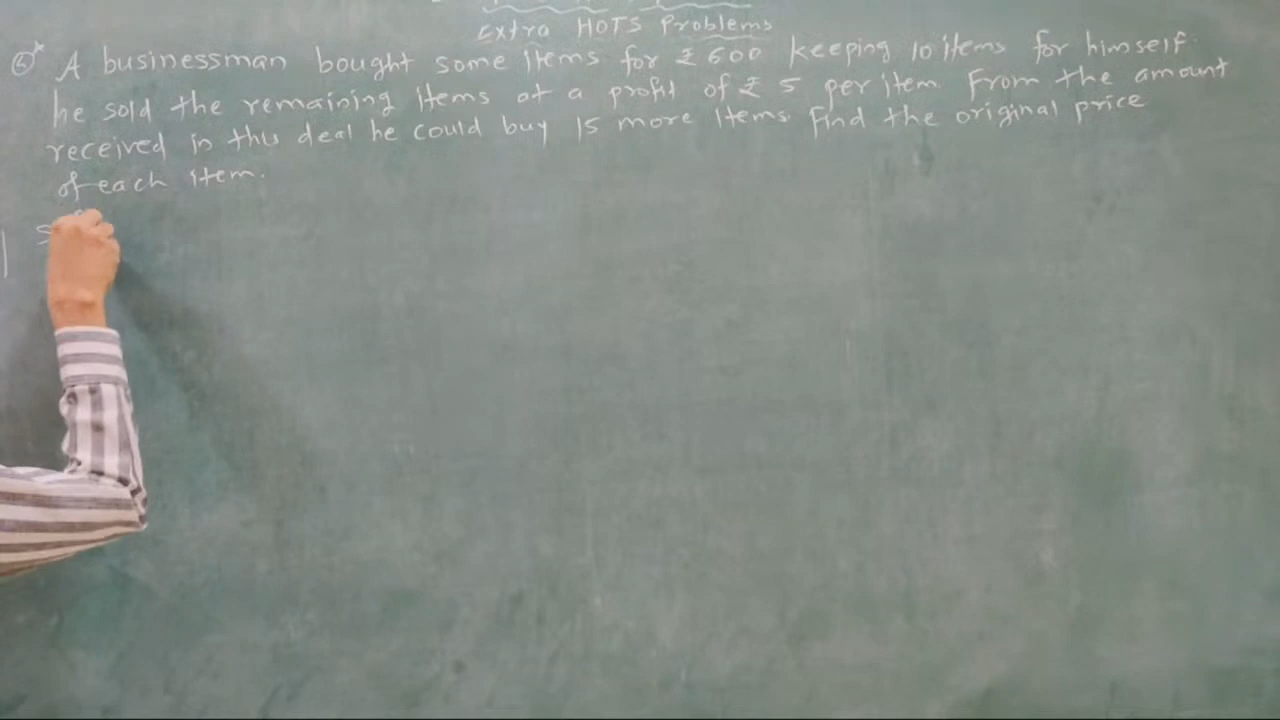 Extra HOTS Problems
6* A businessman bought some items for ₹ 600 keeping 10 items for himself
he sold the remaining items at a profit of ₹ 5 per item From the amount
received in this deal he could buy 15 more items Find the original price
of each item.
S